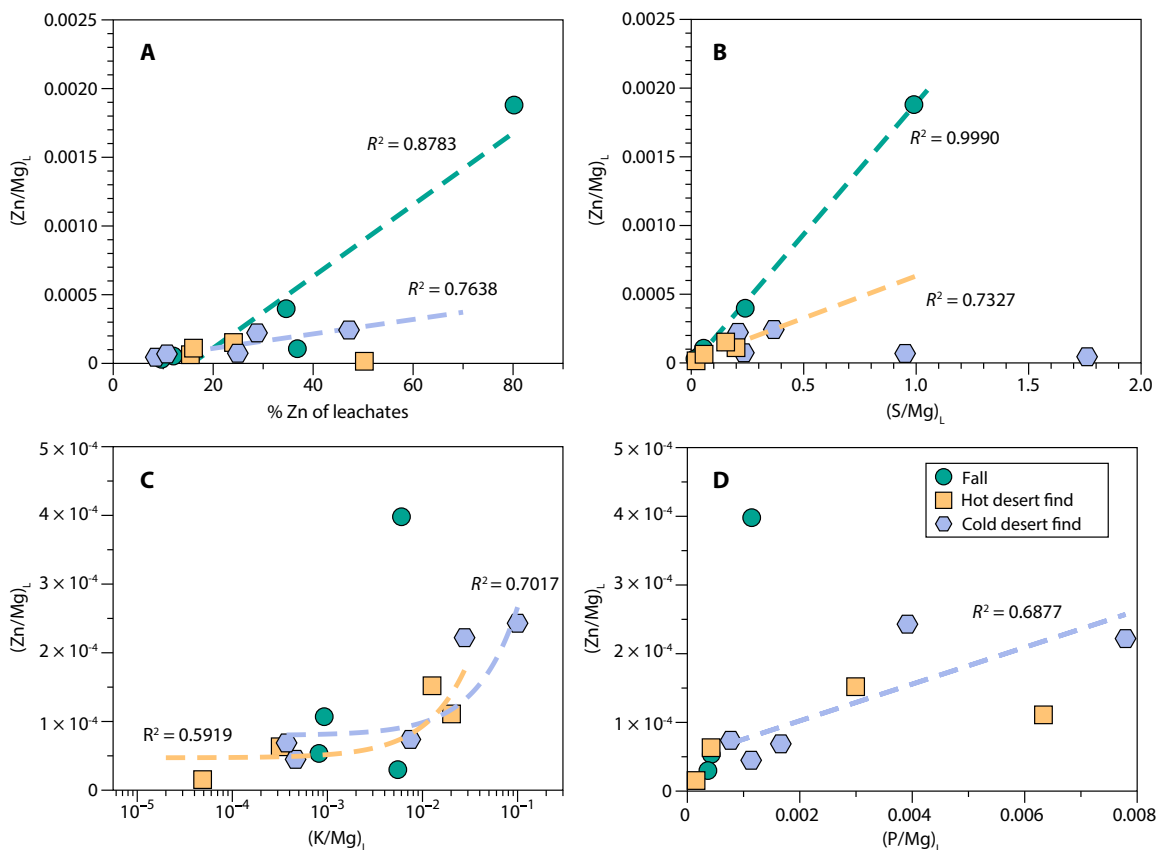 A
(Zn/Mg)L
0.0025
0.0020
0.0015
0.0010
0.0005
0
R² = 0.8783
R² = 0.7638
0 20 40 60 80
% Zn of leachates
B
(Zn/Mg)L
0.0025
0.0020
0.0015
0.0010
0.0005
0
R² = 0.9990
R² = 0.7327
0 0.5 1.0 1.5 2.0
(S/Mg)L
C
(Zn/Mg)L
5 × 10⁻⁴
4 × 10⁻⁴
3 × 10⁻⁴
2 × 10⁻⁴
1 × 10⁻⁴
0
R² = 0.7017
R² = 0.5919
10⁻⁵ 10⁻⁴ 10⁻³ 10⁻² 10⁻¹
(K/Mg)L
D
(Zn/Mg)L
5 × 10⁻⁴
4 × 10⁻⁴
3 × 10⁻⁴
2 × 10⁻⁴
1 × 10⁻⁴
0
Fall
Hot desert find
Cold desert find
R² = 0.6877
0 0.002 0.004 0.006 0.008
(P/Mg)L